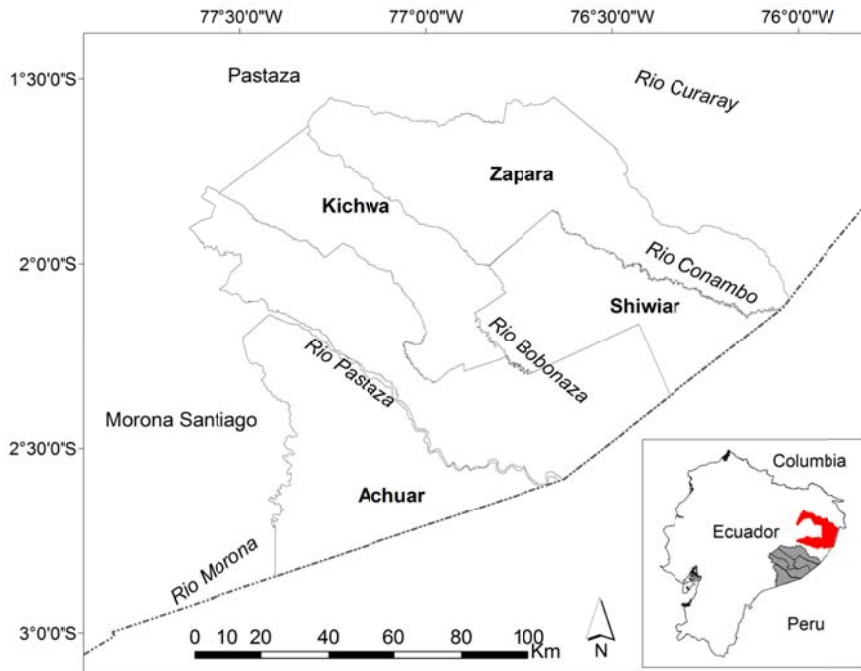 77°30'0"W
77°0'0"W
76°30'0"W
76°0'0"W
1°30'0"S
Pastaza
Rio Curaray
Zapara
Kichwa
2°0'0"S
Rio Conambo
Shiwiar
Rio Bobonaza
Rio Pastaza
Morona Santiago
2°30'0"S
Achuar
Rio Morona
3°0'0"S
0 10 20 40 60 80 100
Km
N
Columbia
Ecuador
Peru